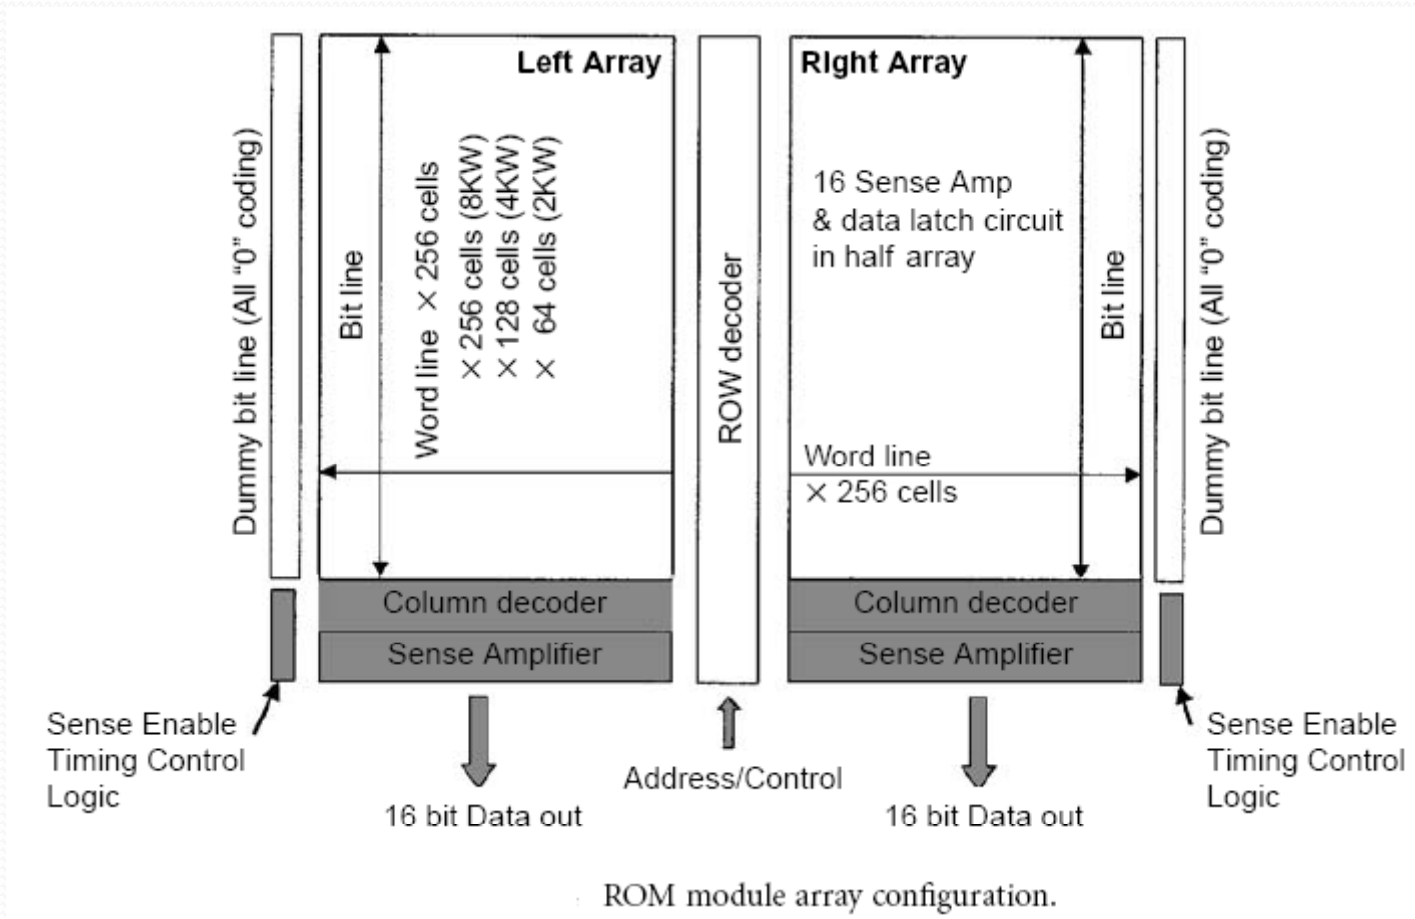 Left Array
RIght Array
Dummy bit line (All "0" coding)
Bit line
Word line × 256 cells
× 256 cells (8KW)
× 128 cells (4KW)
× 64 cells (2KW)
ROW decoder
16 Sense Amp
& data latch circuit
in half array
Bit line
Dummy bit line (All "0" coding)
Word line
× 256 cells
Column decoder
Column decoder
Sense Amplifier
Sense Amplifier
Sense Enable
Timing Control
Logic
Address/Control
Sense Enable
Timing Control
Logic
16 bit Data out
16 bit Data out
ROM module array configuration.